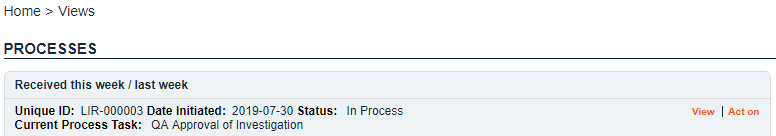 Home > Views
PROCESSES
Received this week / last week
Unique ID: LIR-000003 Date Initiated: 2019-07-30 Status: In Process View | Act on
Current Process Task: QA Approval of Investigation